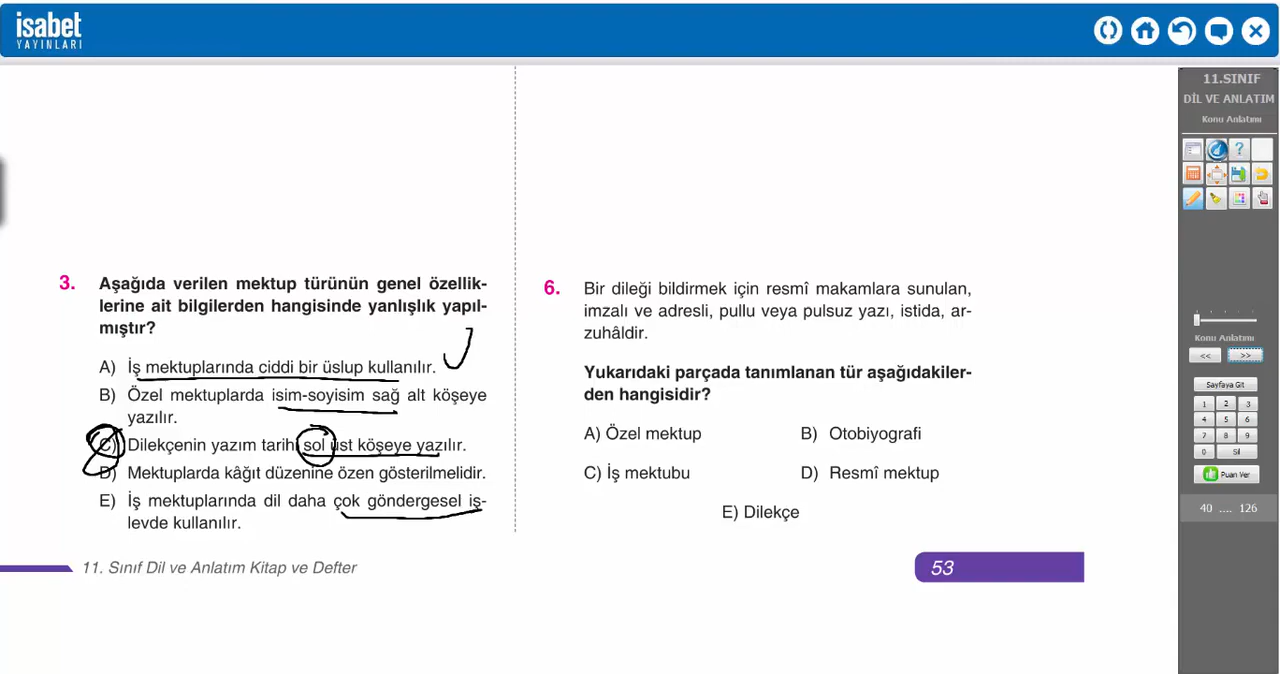 isabet
YAYINLARI
11.SINIF
DİL VE ANLATIM
Konu Anlatımı
3. Aşağıda verilen mektup türünün genel özellik-
lerine ait bilgilerden hangisinde yanlışlık yapıl-
mıştır?
A) İş mektuplarında ciddi bir üslup kullanılır.
B) Özel mektuplarda isim-soyisim sağ alt köşeye
yazılır.
C) Dilekçenin yazım tarihi sol üst köşeye yazılır.
D) Mektuplarda kâğıt düzenine özen gösterilmelidir.
E) İş mektuplarında dil daha çok göndergesel iş-
levde kullanılır.
6. Bir dileği bildirmek için resmî makamlara sunulan,
imzalı ve adresli, pullu veya pulsuz yazı, istida, ar-
zuhâldir.
Yukarıdaki parçada tanımlanan tür aşağıdakiler-
den hangisidir?
A) Özel mektup B) Otobiyografi
C) İş mektubu D) Resmî mektup
E) Dilekçe
11. Sınıf Dil ve Anlatım Kitap ve Defter
53
Konu Anlatımı
<< >>
Sayfaya Git
1 2 3
4 5 6
7 8 9
0 Sil
Puan Ver
40 .... 126